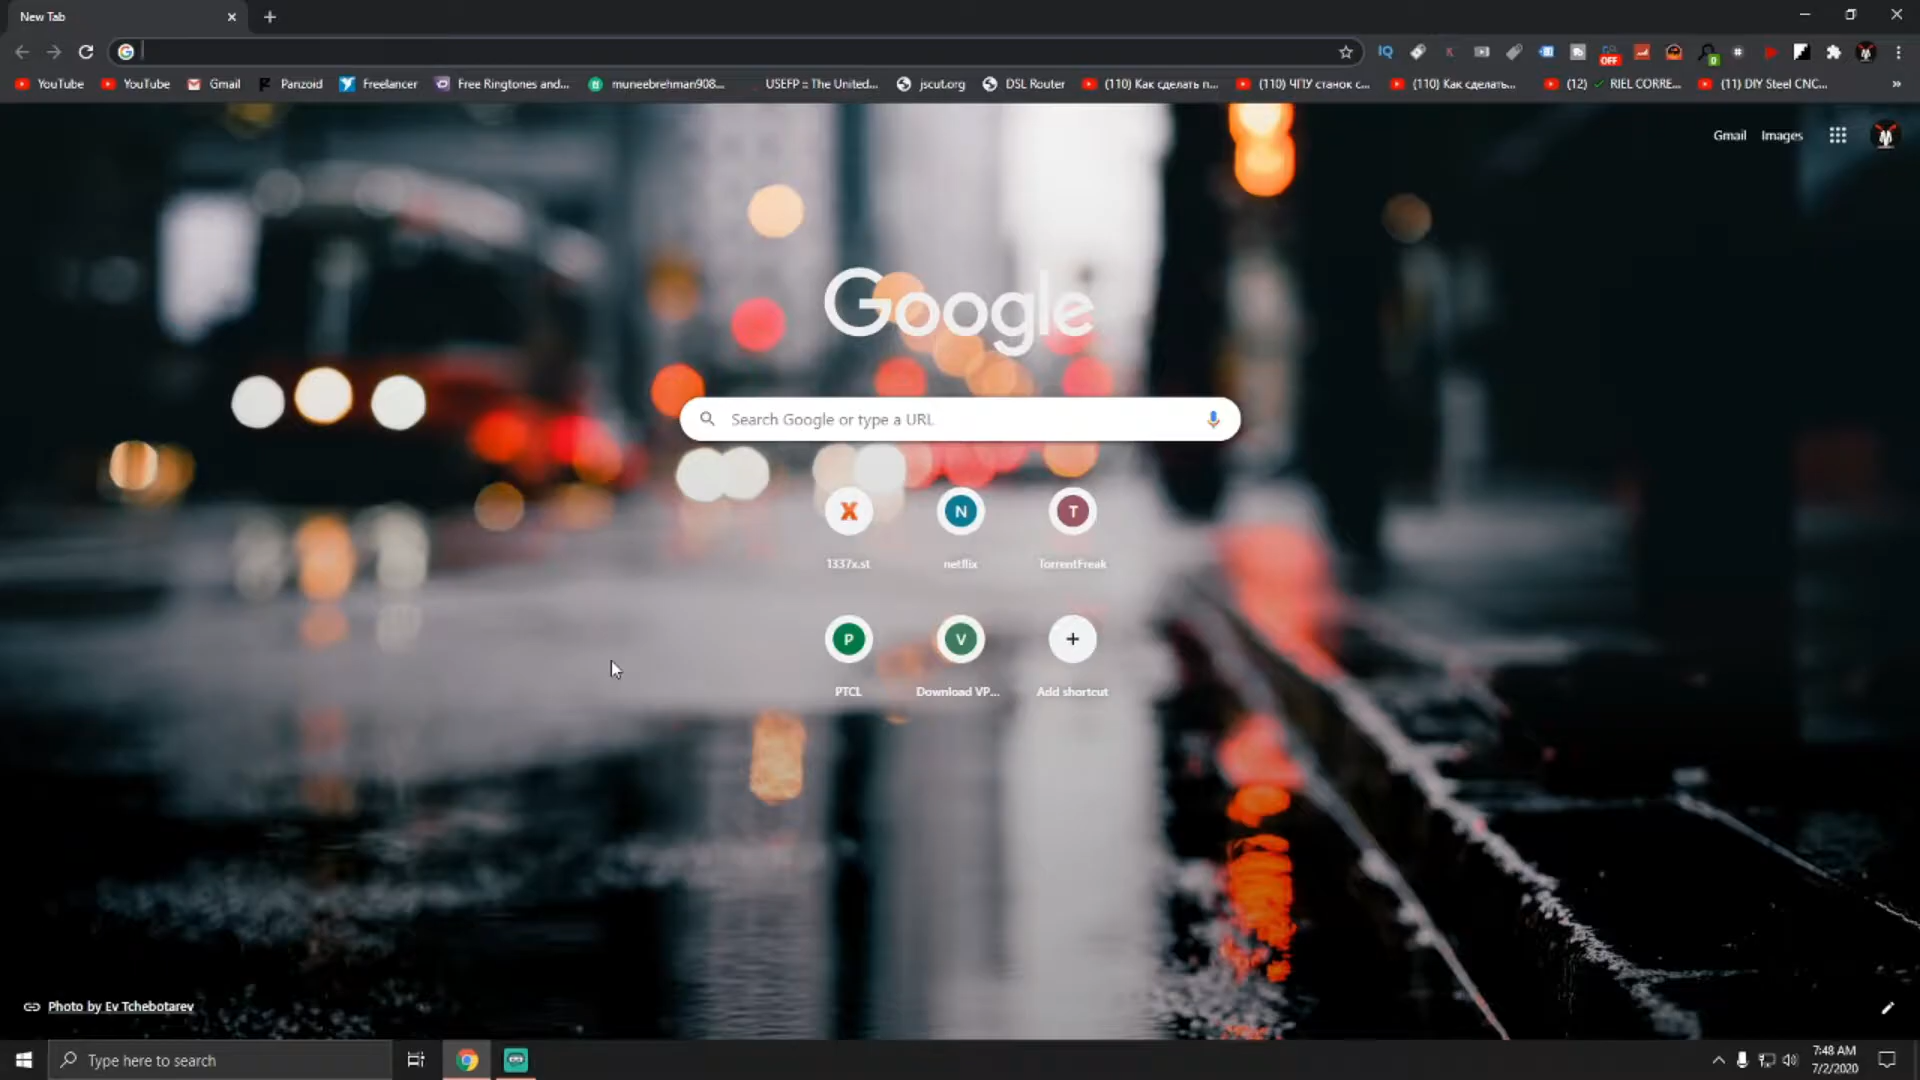 New Tab
YouTube
YouTube
Gmail
Panzoid
Freelancer
Free Ringtones and...
muneebrehman908...
USEFP :: The United...
jscut.org
DSL Router
(110) Как сделать п...
(110) ЧПУ станок с...
(110) Как сделать...
(12) ✓ RIEL CORRE...
(11) DIY Steel CNC...
OFF
0
IQ
Gmail
Images
Google
Search Google or type a URL
X
N
T
1337x.st
netflix
TorrentFreak
P
V
PTCL
Download VP...
Add shortcut
Photo by Ev Tchebotarev
Type here to search
7:48 AM
7/2/2020